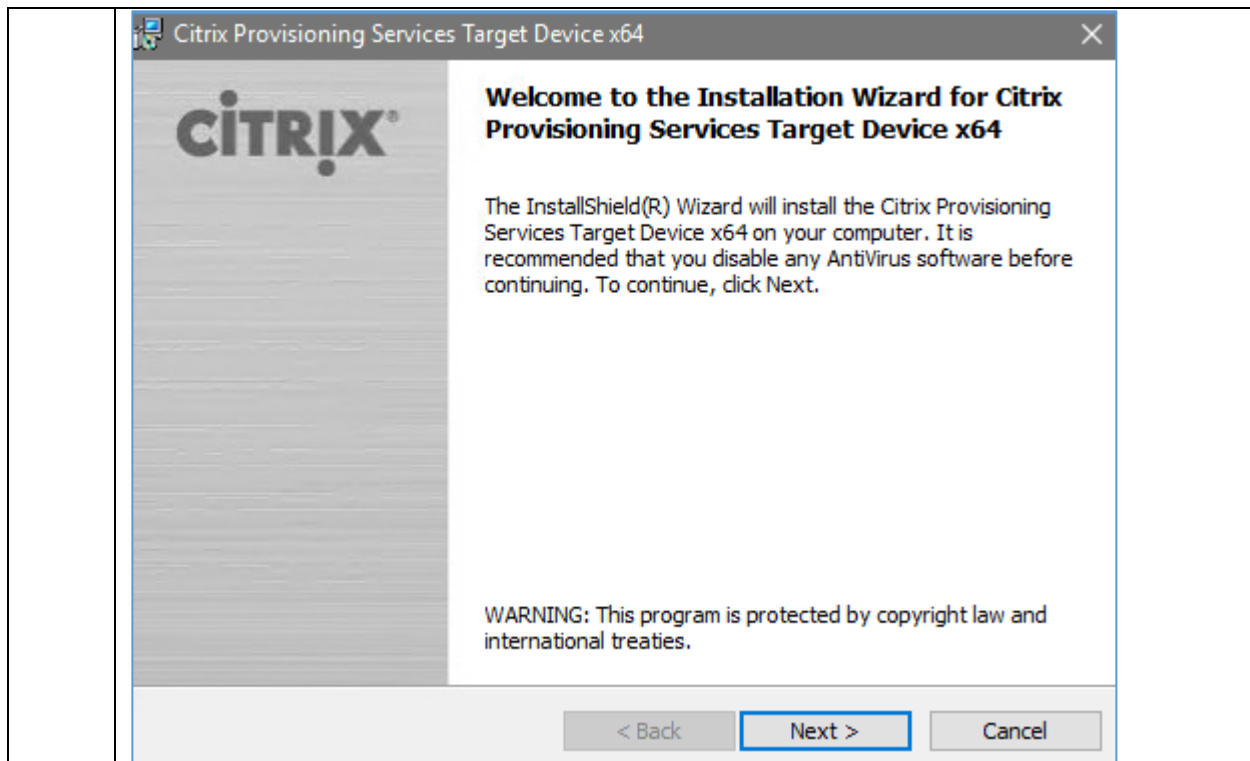 Citrix Provisioning Services Target Device x64
CITRIX®
Welcome to the Installation Wizard for Citrix
Provisioning Services Target Device x64
The InstallShield(R) Wizard will install the Citrix Provisioning
Services Target Device x64 on your computer. It is
recommended that you disable any AntiVirus software before
continuing. To continue, click Next.
WARNING: This program is protected by copyright law and
international treaties.
< Back
Next >
Cancel